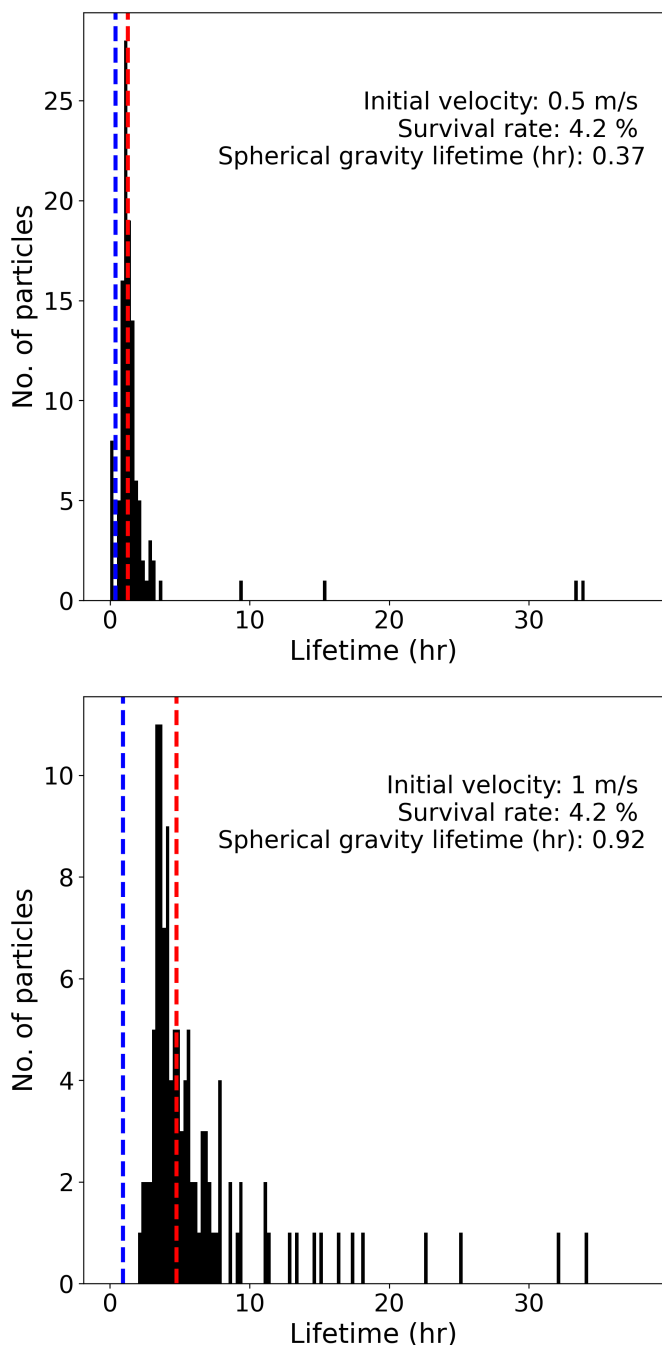 Initial velocity: 0.5 m/s
Survival rate: 4.2 %
Spherical gravity lifetime (hr): 0.37
No. of particles
25
20
15
10
5
0
0 10 20 30
Lifetime (hr)
Initial velocity: 1 m/s
Survival rate: 4.2 %
Spherical gravity lifetime (hr): 0.92
No. of particles
10
8
6
4
2
0
0 10 20 30
Lifetime (hr)